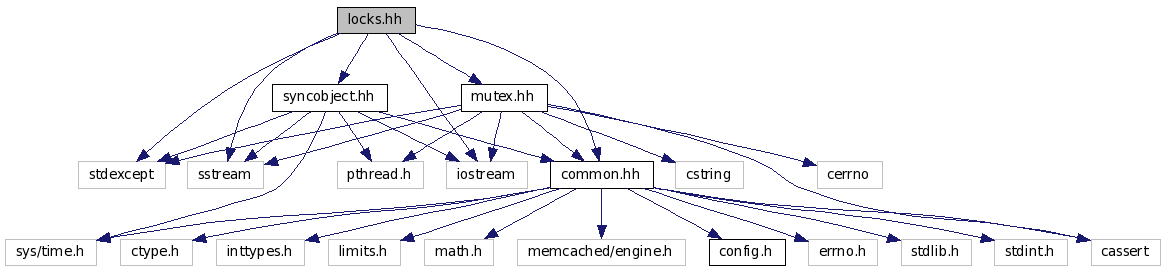 locks.hh
syncobject.hh
mutex.hh
stdexcept
sstream
pthread.h
iostream
common.hh
cstring
cerrno
sys/time.h
ctype.h
inttypes.h
limits.h
math.h
memcached/engine.h
config.h
errno.h
stdlib.h
stdint.h
cassert